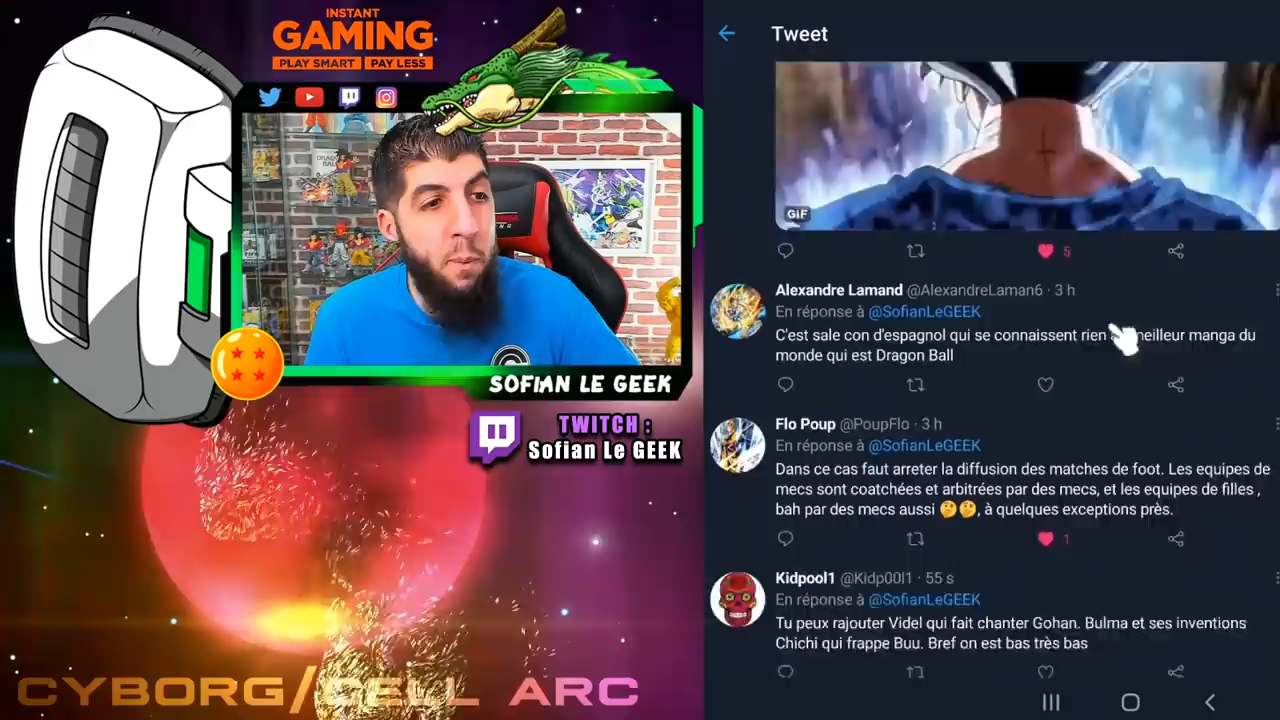 INSTANT
GAMING
PLAY SMART PAY LESS
SOFIAN LE GEEK
TWITCH :
Sofian Le GEEK
CYBORG/CELL ARC
Tweet
GIF
5
Alexandre Lamand @AlexandreLaman6 · 3 h
En réponse à @SofianLeGEEK
C'est sale con d'espagnol qui se connaissent rien meilleur manga du
monde qui est Dragon Ball
Flo Poup @PoupFlo · 3 h
En réponse à @SofianLeGEEK
Dans ce cas faut arreter la diffusion des matches de foot. Les equipes de
mecs sont coatchées et arbitrées par des mecs, et les equipes de filles ,
bah par des mecs aussi 🤔🤔, à quelques exceptions près.
1
Kidpool1 @Kidp00l1 · 55 s
En réponse à @SofianLeGEEK
Tu peux rajouter Videl qui fait chanter Gohan. Bulma et ses inventions
Chichi qui frappe Buu. Bref on est bas très bas